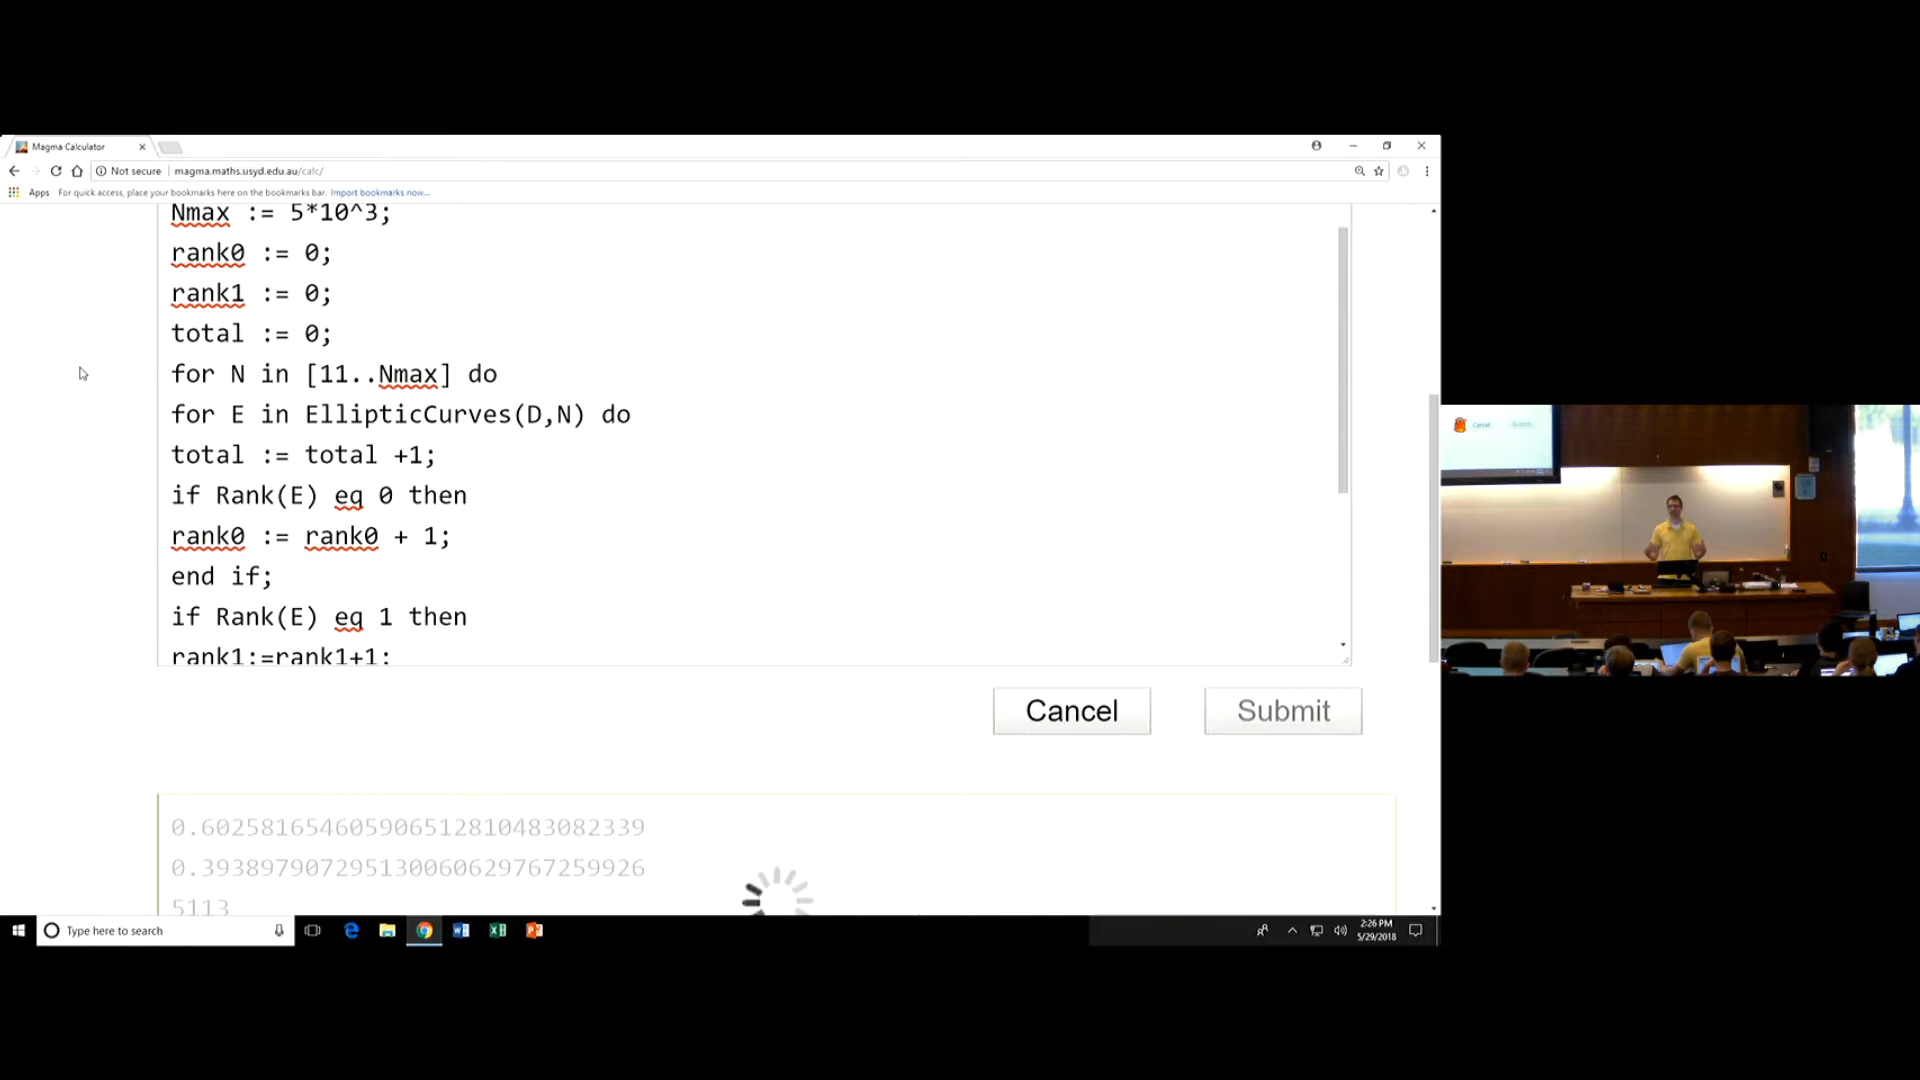 Magma Calculator
Not secure
magma.maths.usyd.edu.au/calc/
Apps
For quick access, place your bookmarks here on the bookmarks bar. Import bookmarks now...
Nmax := 5*10^3;
rank0 := 0;
rank1 := 0;
total := 0;
for N in [11..Nmax] do
for E in EllipticCurves(D,N) do
total := total +1;
if Rank(E) eq 0 then
rank0 := rank0 + 1;
end if;
if Rank(E) eq 1 then
rank1:=rank1+1;
Cancel
Submit
0.602581654605906512810483082339
0.393897907295130060629767259926
5113
Type here to search
2:26 PM
5/29/2018
Cancel
Submit